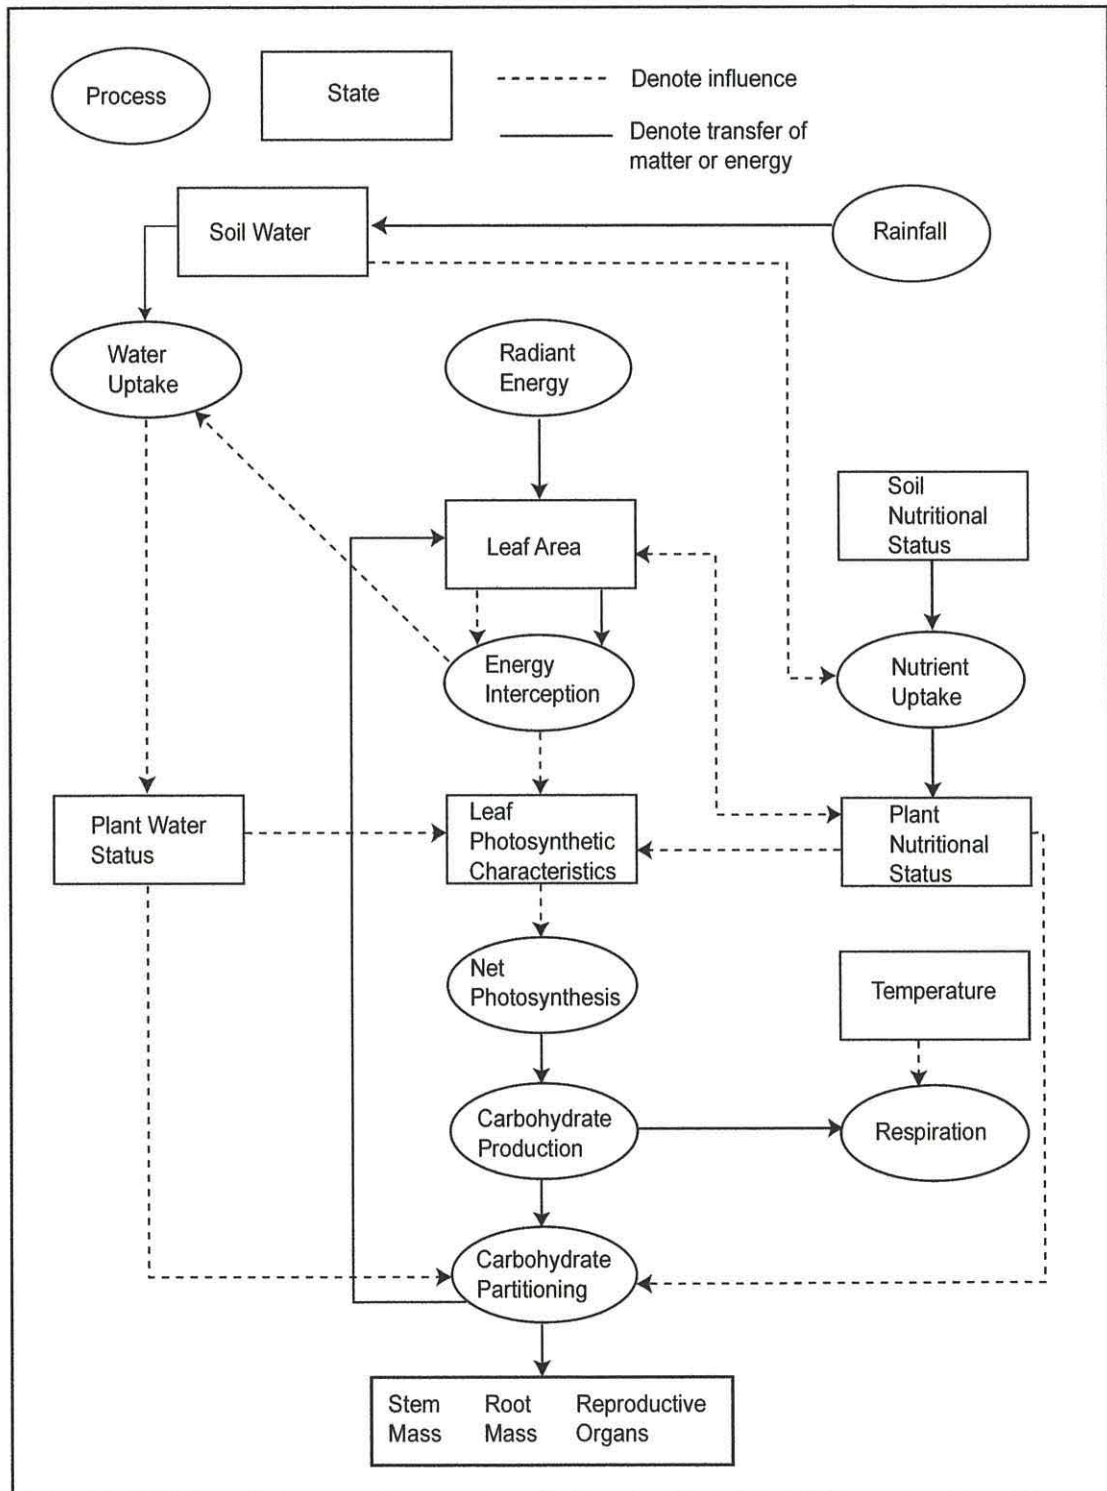 Process
State
Denote influence
Denote transfer of
matter or energy
Soil Water
Rainfall
Water
Uptake
Radiant
Energy
Soil
Nutritional
Status
Leaf Area
Energy
Interception
Nutrient
Uptake
Plant Water
Status
Leaf
Photosynthetic
Characteristics
Plant
Nutritional
Status
Net
Photosynthesis
Temperature
Carbohydrate
Production
Respiration
Carbohydrate
Partitioning
Stem
Mass
Root
Mass
Reproductive
Organs